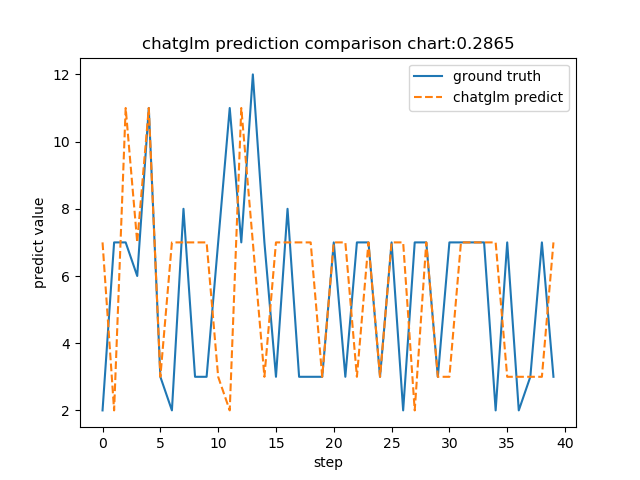 chatglm prediction comparison chart:0.2865
ground truth
chatglm predict
predict value
12
10
8
6
4
2
0 5 10 15 20 25 30 35 40
step